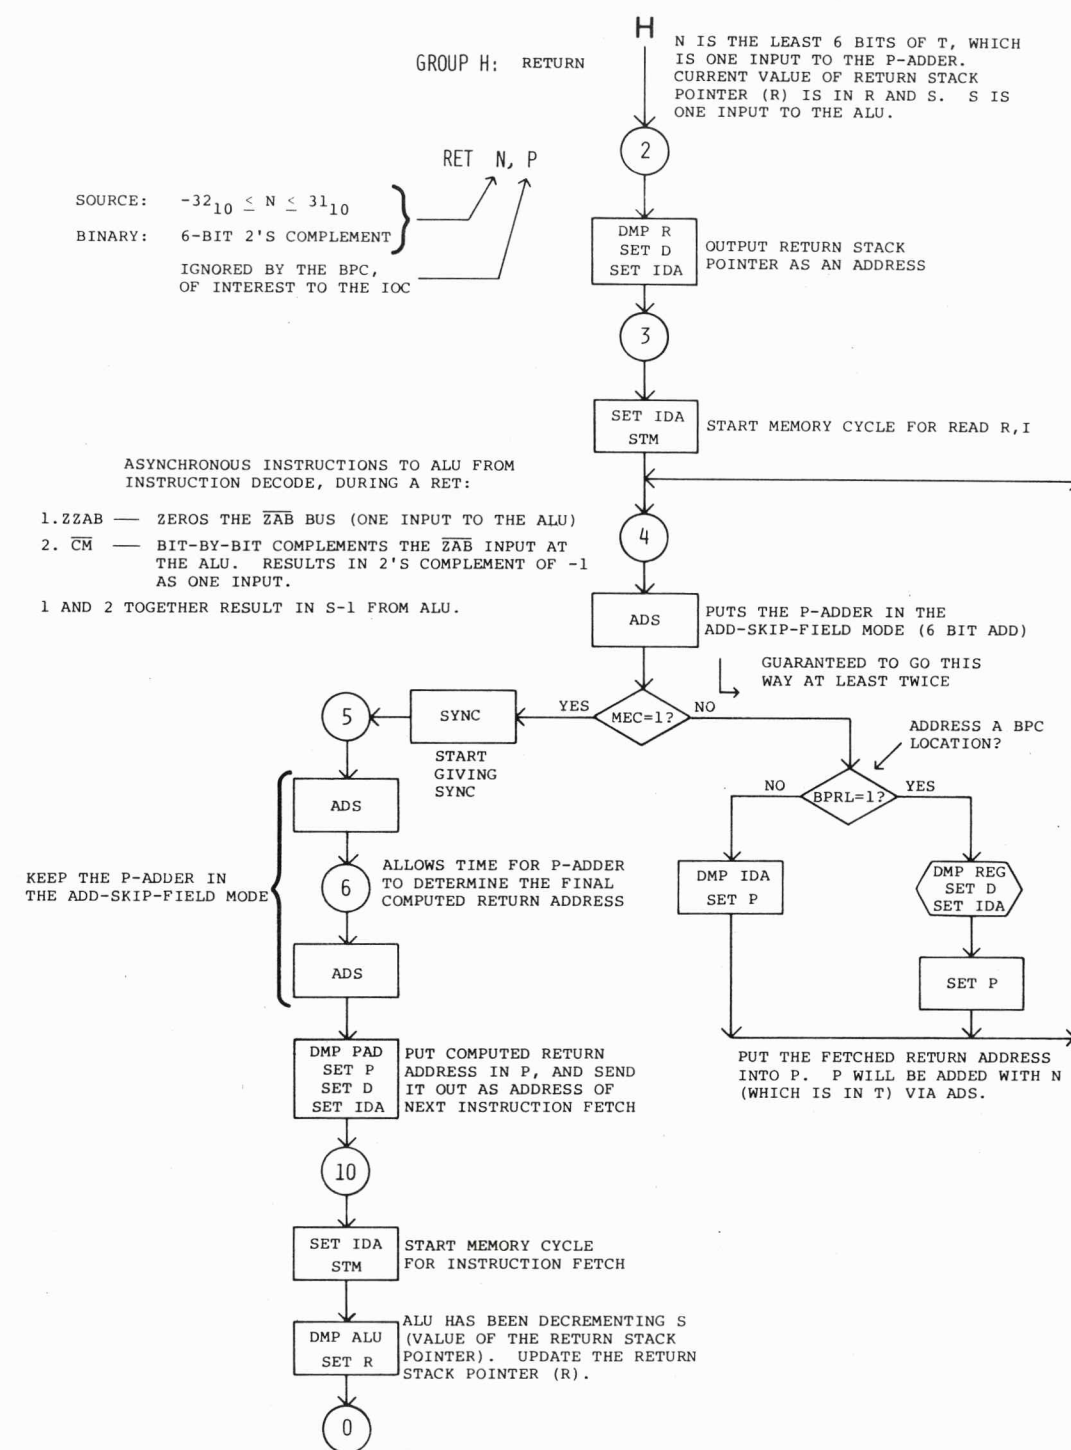 H
GROUP H: RETURN
N IS THE LEAST 6 BITS OF T, WHICH
IS ONE INPUT TO THE P-ADDER.
CURRENT VALUE OF RETURN STACK
POINTER (R) IS IN R AND S. S IS
ONE INPUT TO THE ALU.
2
RET N, P
SOURCE: -32₁₀ ≤ N ≤ 31₁₀
BINARY: 6-BIT 2'S COMPLEMENT
IGNORED BY THE BPC,
OF INTEREST TO THE IOC
DMP R
SET D
SET IDA
OUTPUT RETURN STACK
POINTER AS AN ADDRESS
3
SET IDA
STM
START MEMORY CYCLE FOR READ R,I
ASYNCHRONOUS INSTRUCTIONS TO ALU FROM
INSTRUCTION DECODE, DURING A RET:
1.ZZAB — ZEROS THE Z̅A̅B̅ BUS (ONE INPUT TO THE ALU)
2. C̅M̅ — BIT-BY-BIT COMPLEMENTS THE Z̅A̅B̅ INPUT AT
THE ALU. RESULTS IN 2'S COMPLEMENT OF -1
AS ONE INPUT.
1 AND 2 TOGETHER RESULT IN S-1 FROM ALU.
4
ADS
PUTS THE P-ADDER IN THE
ADD-SKIP-FIELD MODE (6 BIT ADD)
GUARANTEED TO GO THIS
WAY AT LEAST TWICE
MEC=1?
YES
NO
SYNC
START
GIVING
SYNC
5
ADDRESS A BPC
LOCATION?
BPRL=1?
NO
YES
ADS
KEEP THE P-ADDER IN
THE ADD-SKIP-FIELD MODE
6
ALLOWS TIME FOR P-ADDER
TO DETERMINE THE FINAL
COMPUTED RETURN ADDRESS
ADS
DMP IDA
SET P
DMP REG
SET D
SET IDA
SET P
PUT THE FETCHED RETURN ADDRESS
INTO P. P WILL BE ADDED WITH N
(WHICH IS IN T) VIA ADS.
DMP PAD
SET P
SET D
SET IDA
PUT COMPUTED RETURN
ADDRESS IN P, AND SEND
IT OUT AS ADDRESS OF
NEXT INSTRUCTION FETCH
10
SET IDA
STM
START MEMORY CYCLE
FOR INSTRUCTION FETCH
DMP ALU
SET R
ALU HAS BEEN DECREMENTING S
(VALUE OF THE RETURN STACK
POINTER). UPDATE THE RETURN
STACK POINTER (R).
0